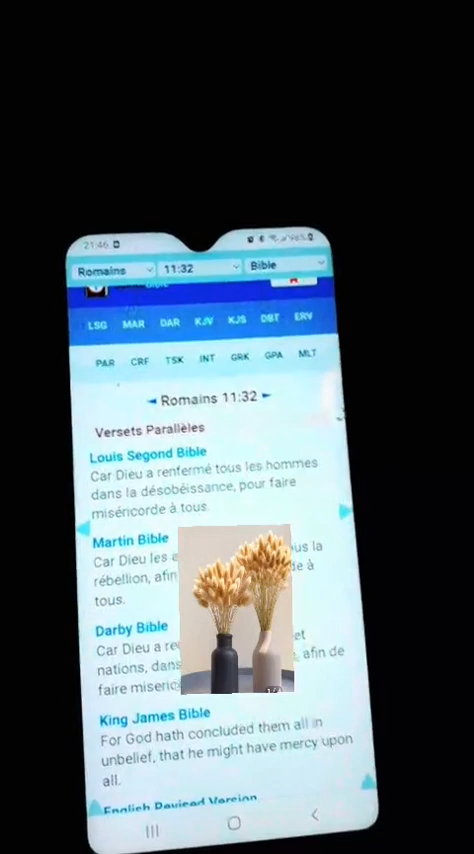 21:46 98%
Romains 11:32 Bible
LSG MAR DAR KJV KJS DBT ERV
PAR CRF TSK INT GRK GPA MLT
Romains 11:32
Versets Parallèles
Louis Segond Bible
Car Dieu a renfermé tous les hommes
dans la désobéissance, pour faire
miséricorde à tous.
Martin Bible
Car Dieu les la
rébellion, à
tous.
Darby Bible
Car Dieu a et
nations, dans afin de
faire
King James Bible
For God hath concluded them all in
unbelief, that he might have mercy upon
all.
English Revised Version